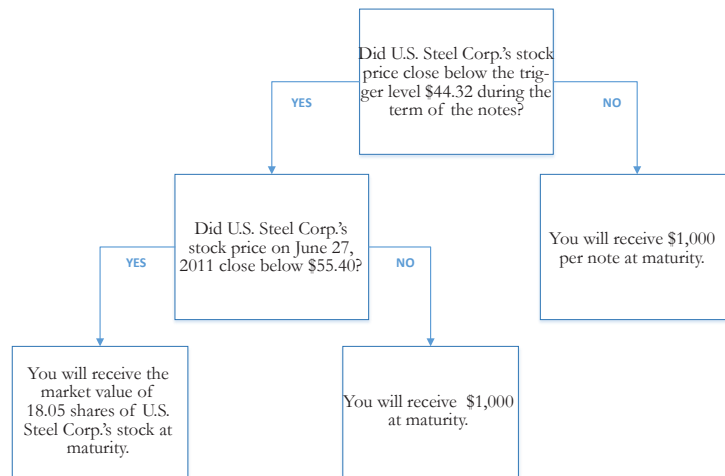 Did U.S. Steel Corp.'s stock
price close below the trig-
ger level $44.32 during the
term of the notes?
YES
NO
Did U.S. Steel Corp.'s
stock price on June 27,
2011 close below $55.40?
You will receive $1,000
per note at maturity.
YES
NO
You will receive the
market value of
18.05 shares of U.S.
Steel Corp.'s stock at
maturity.
You will receive  $1,000
at maturity.